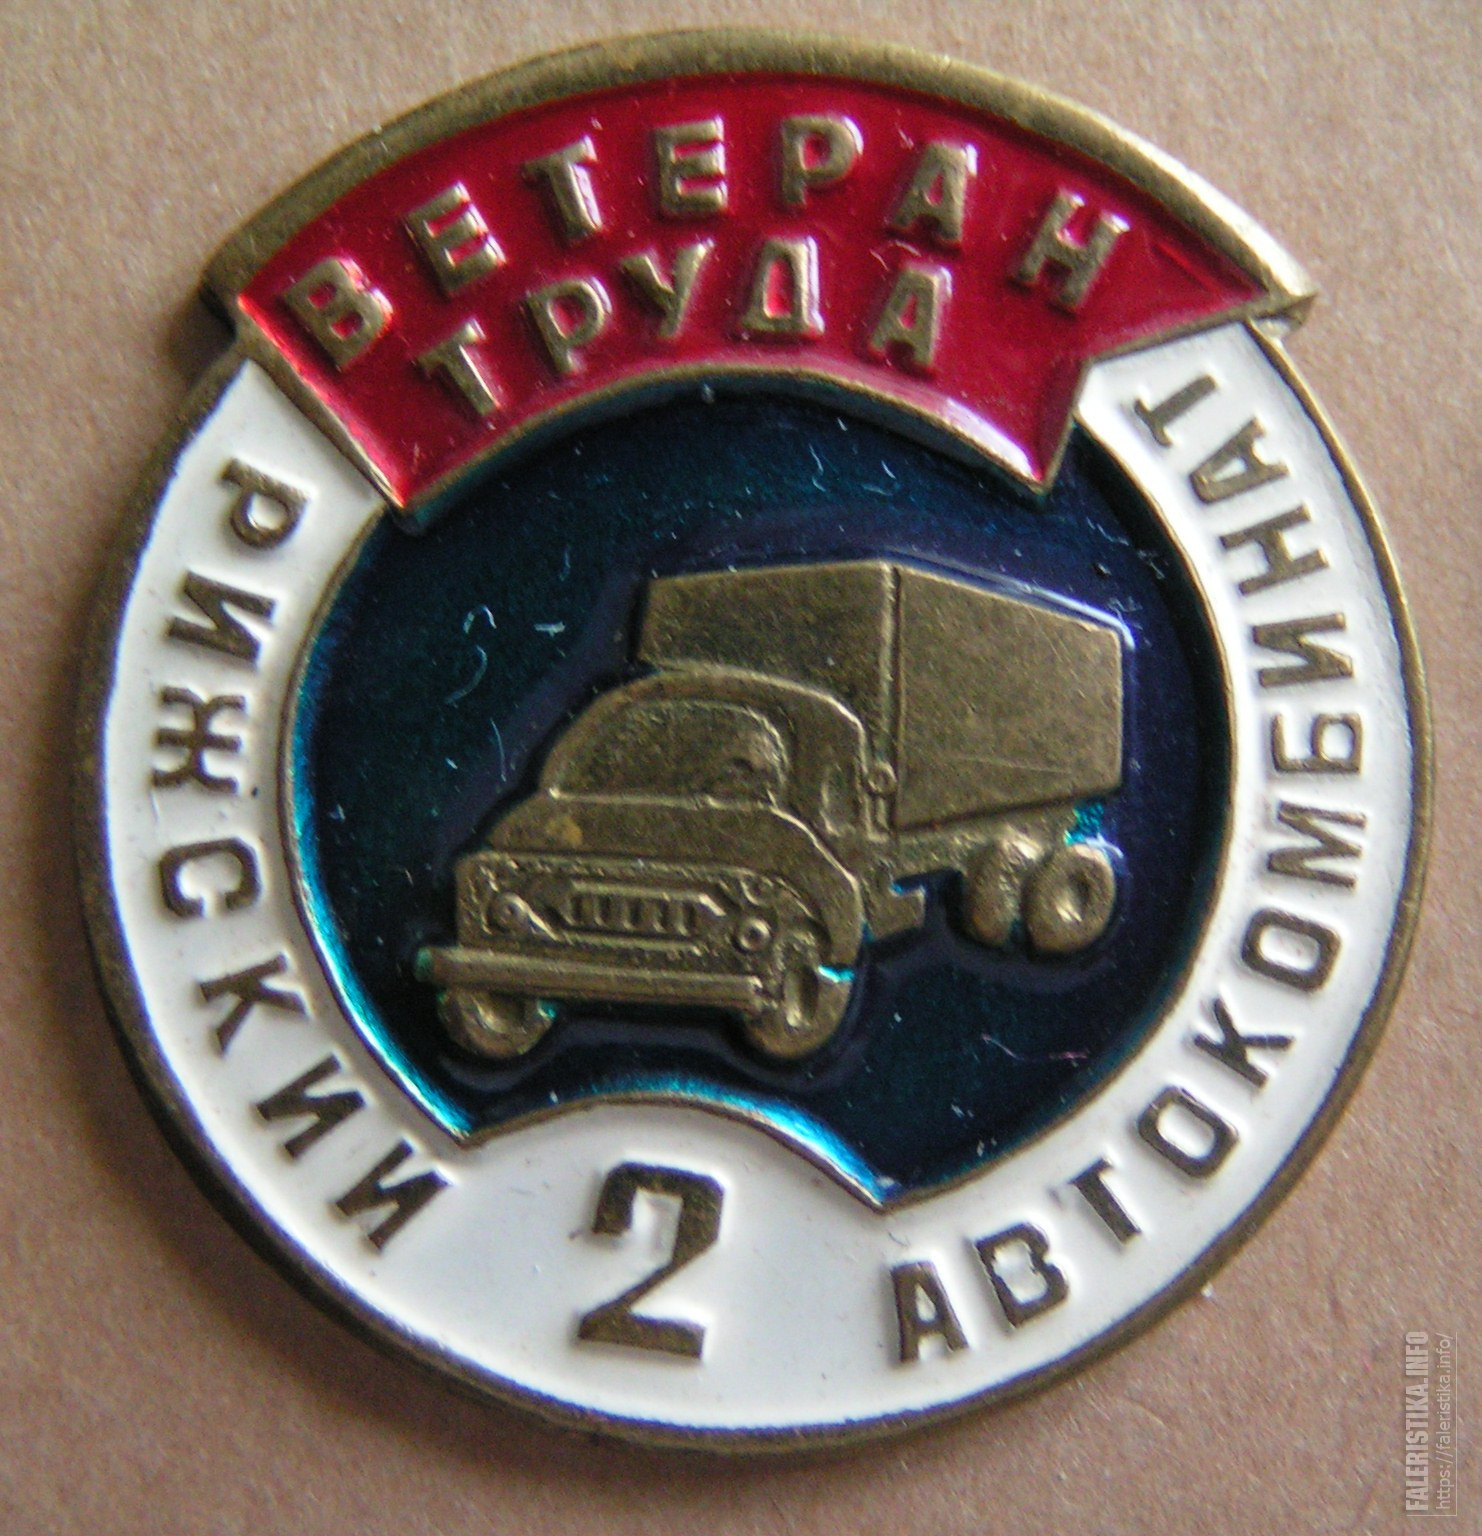 ВЕТЕРАН
ТРУДА
РИЖСКИЙ 2 АВТОКОМБИНАТ
FALERISTIKA.INFO
https://faleristika.info/